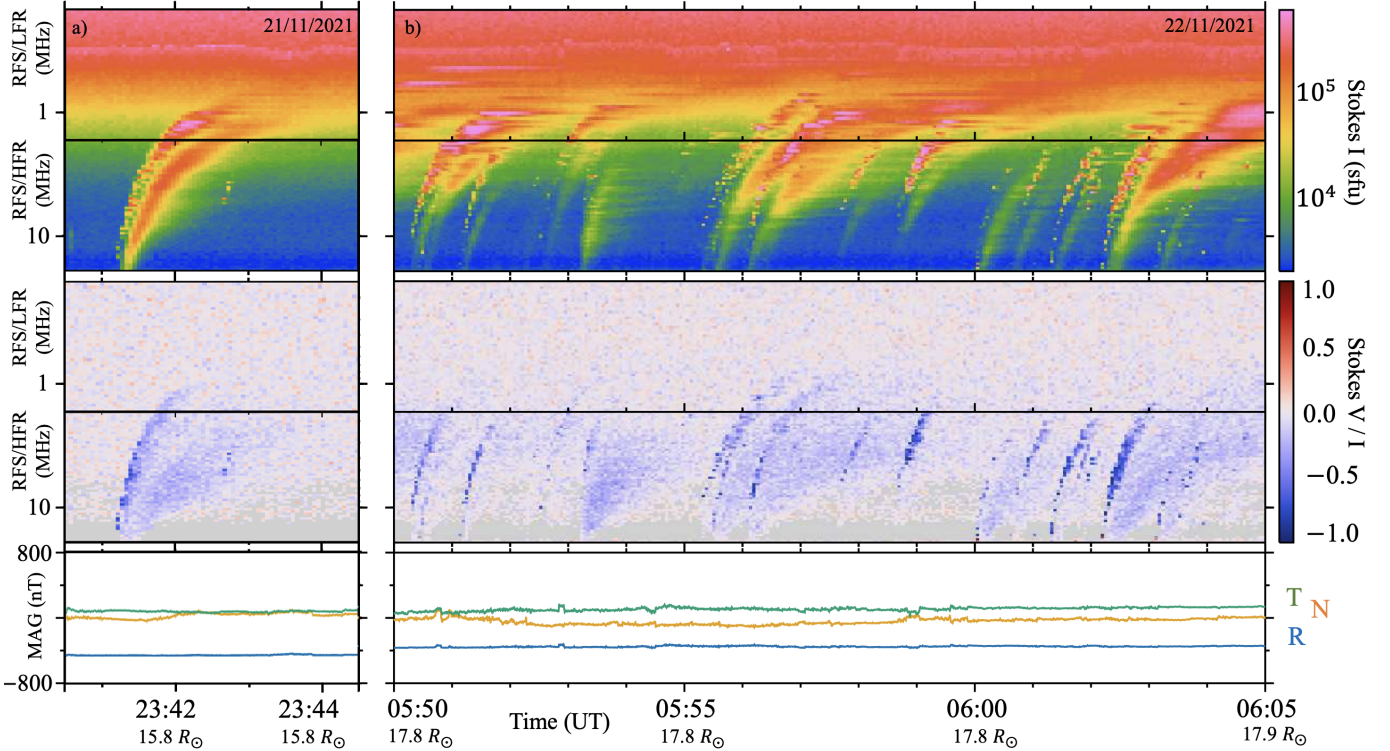 a)
21/11/2021
b)
22/11/2021
RFS/LFR
(MHz)
1
RFS/HFR
(MHz)
10
10⁵
10⁴
Stokes I (sfu)
RFS/LFR
(MHz)
1
RFS/HFR
(MHz)
10
1.0
0.5
0.0
−0.5
−1.0
Stokes V / I
800
MAG (nT)
−800
T
N
R
23:42
23:44
05:50
05:55
06:00
06:05
Time (UT)
15.8 R☉
15.8 R☉
17.8 R☉
17.8 R☉
17.8 R☉
17.9 R☉